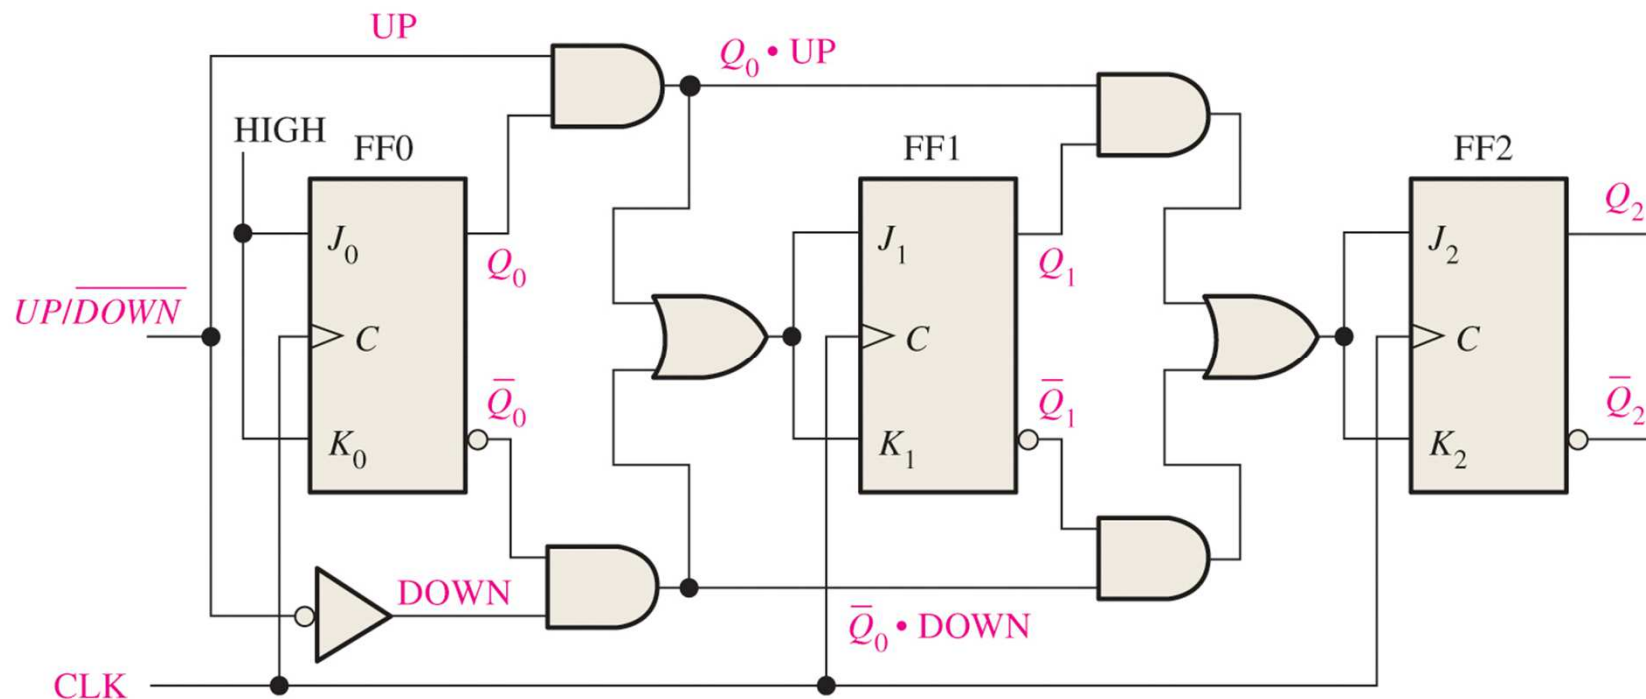 UP
Q₀ • UP
HIGH
FF0
FF1
FF2
Q₂
J₀
Q₀
J₁
Q₁
J₂
UP/D̅O̅W̅N̅
C
C
C
Q̅₀
Q̅₁
Q̅₂
K₀
K₁
K₂
DOWN
Q̅₀ • DOWN
CLK